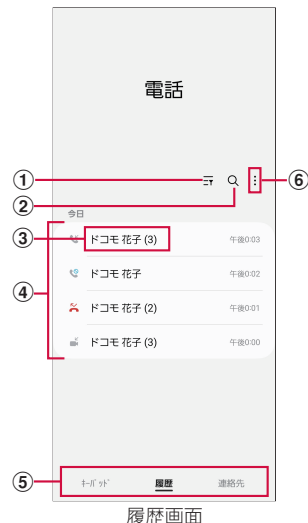 電話
①
⑥
②
今日
③
ドコモ 花子 (3) 午後0:03
ドコモ 花子 午後0:02
④
ドコモ 花子 (2) 午後0:01
ドコモ 花子 (3) 午後0:00
⑤
ｷｰﾊﾟｯﾄﾞ 履歴 連絡先
履歴画面